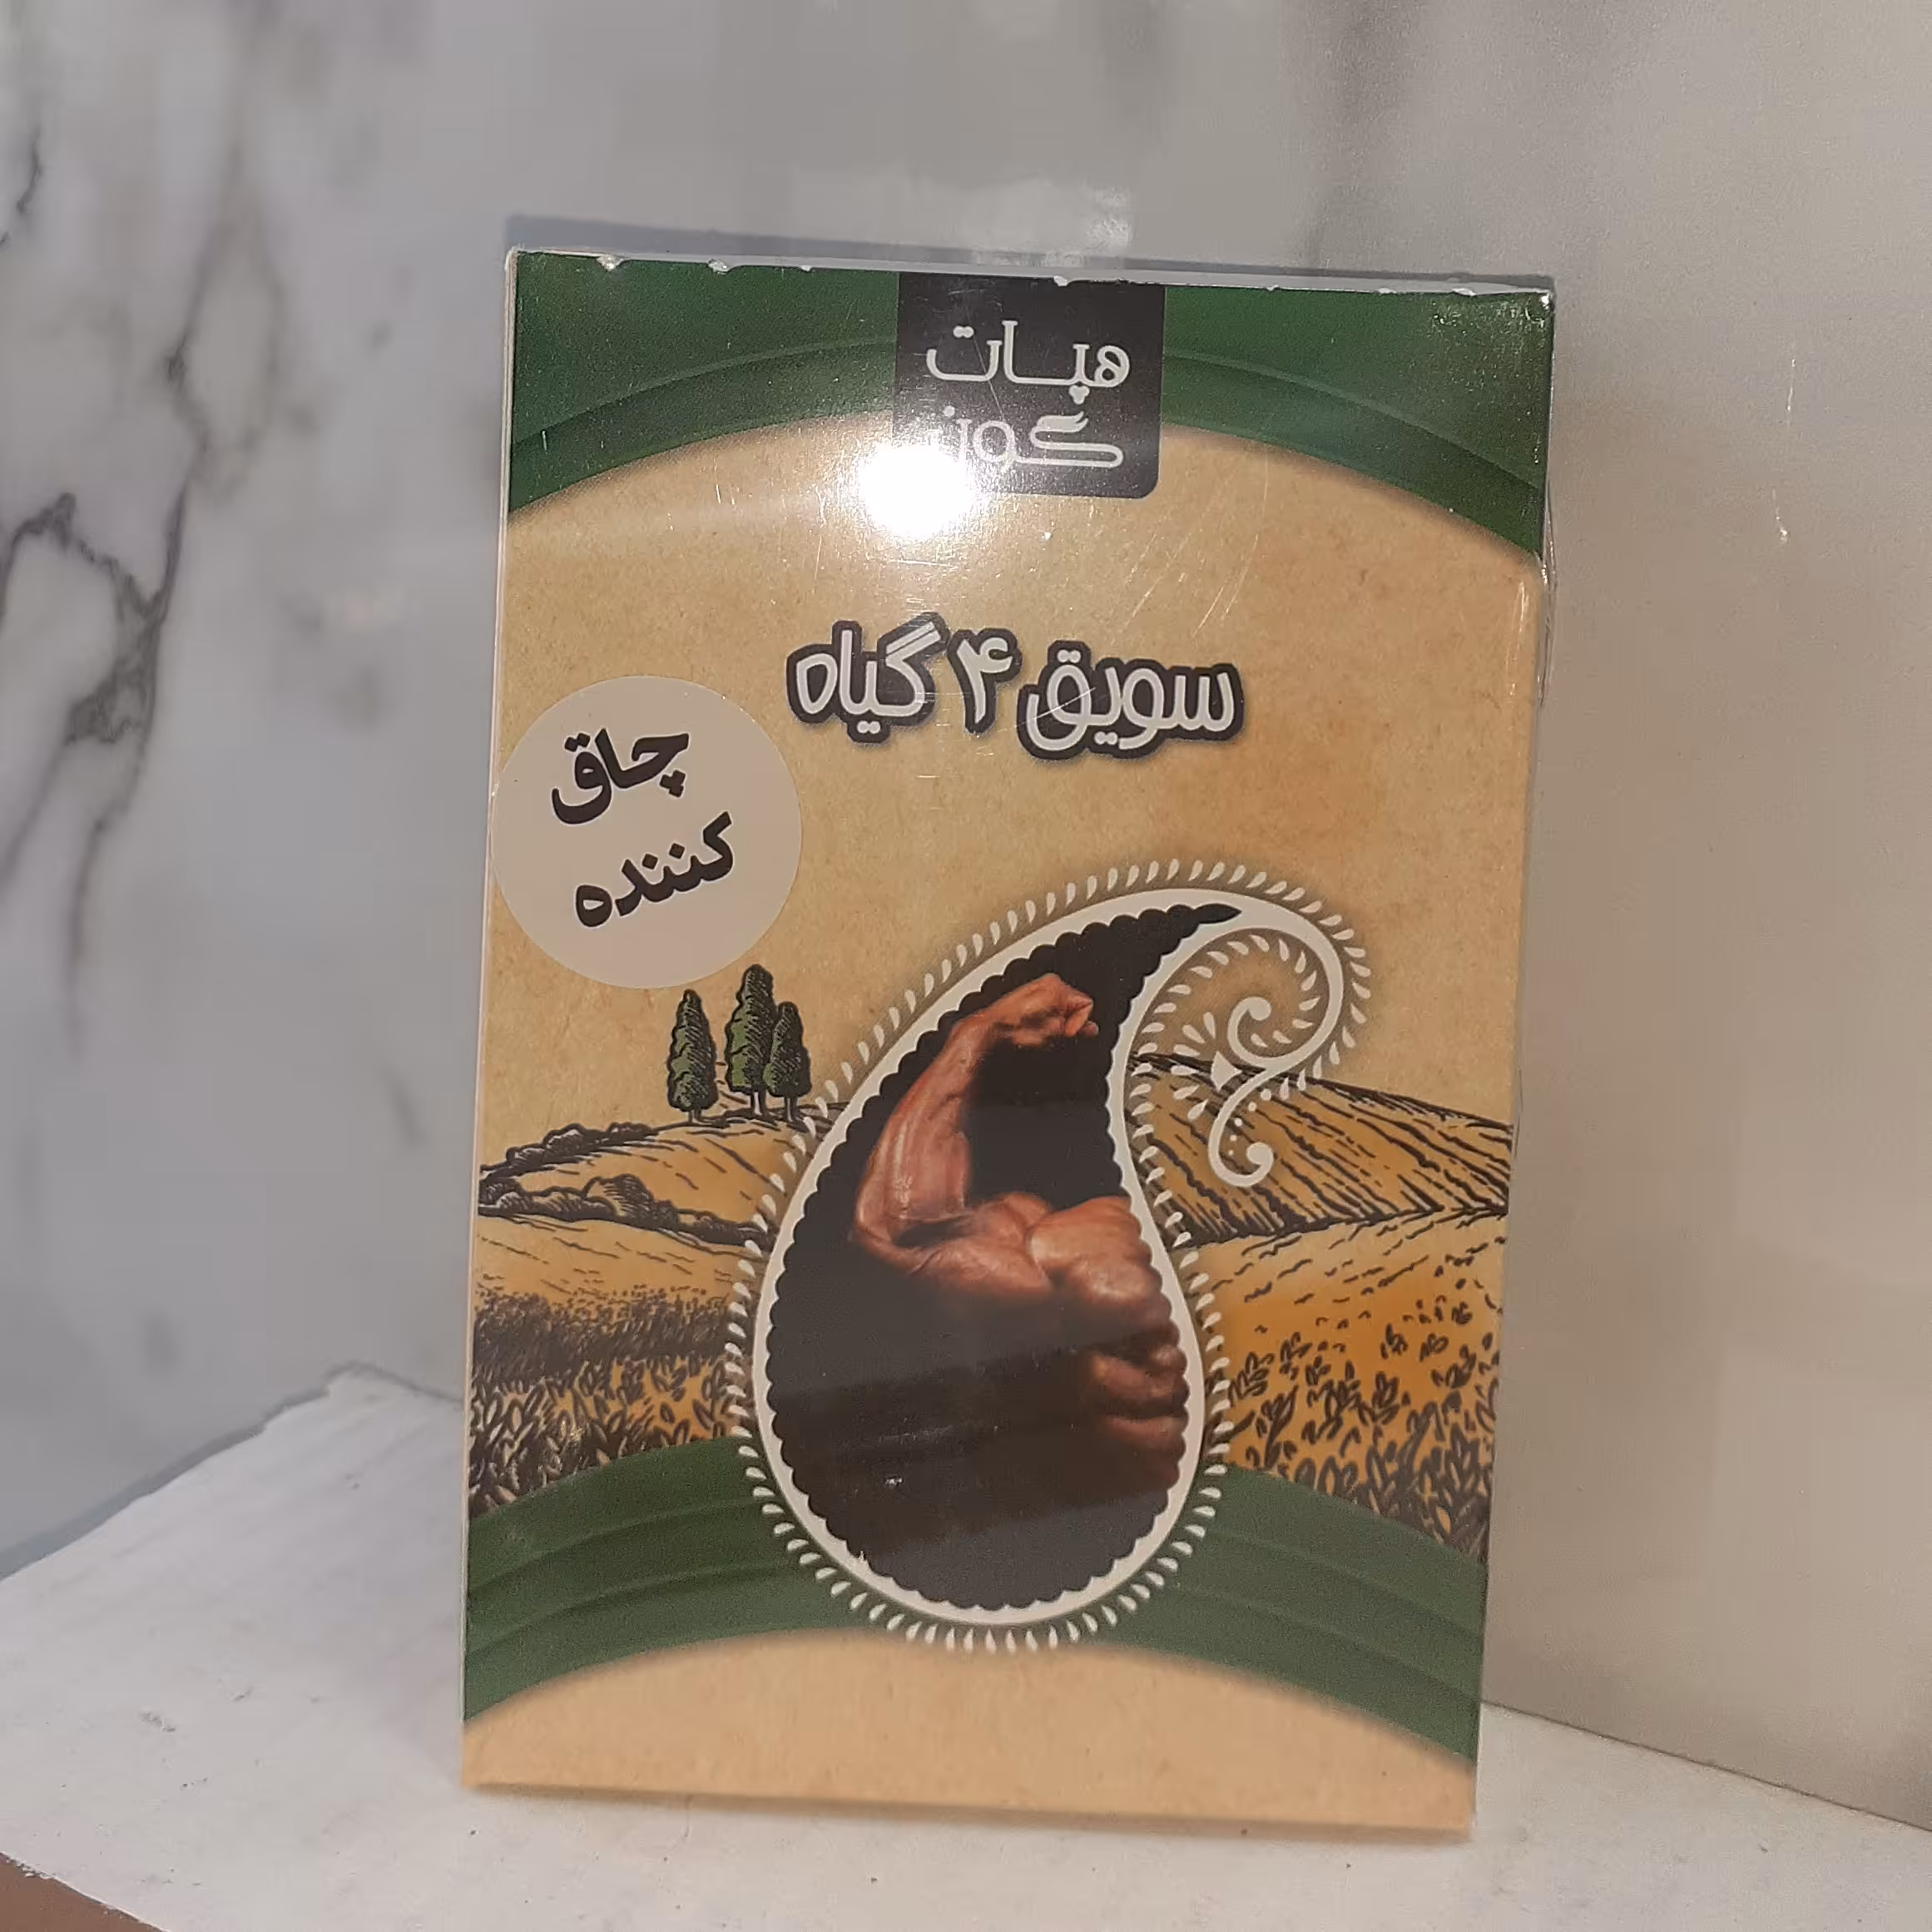 هپات
گون
سویق ۴ گیاه
چاق
کننده